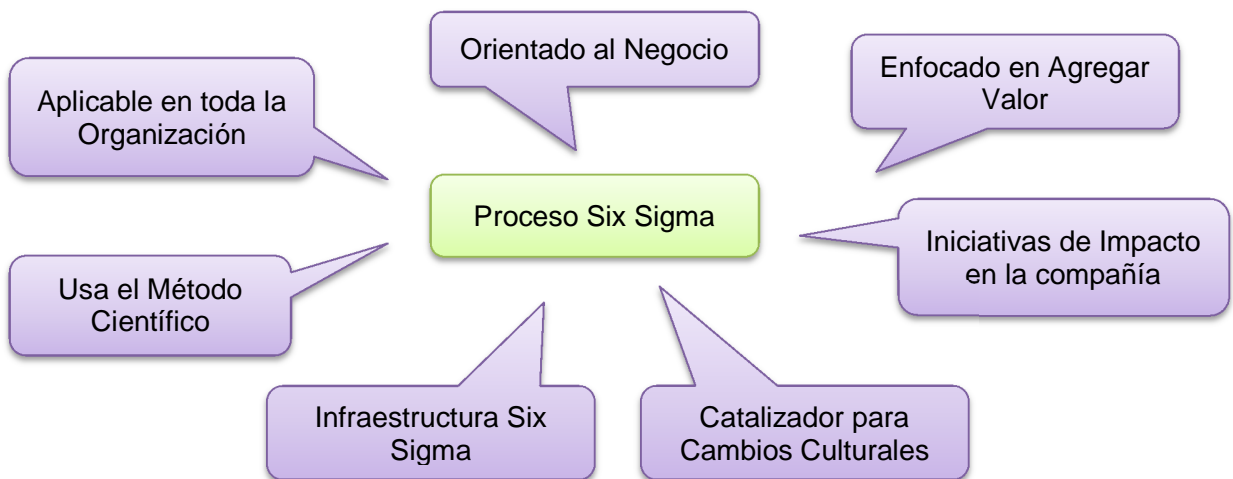 Orientado al Negocio
Enfocado en Agregar
Valor
Aplicable en toda la
Organización
Proceso Six Sigma
Iniciativas de Impacto
en la compañía
Usa el Método
Científico
Infraestructura Six
Sigma
Catalizador para
Cambios Culturales